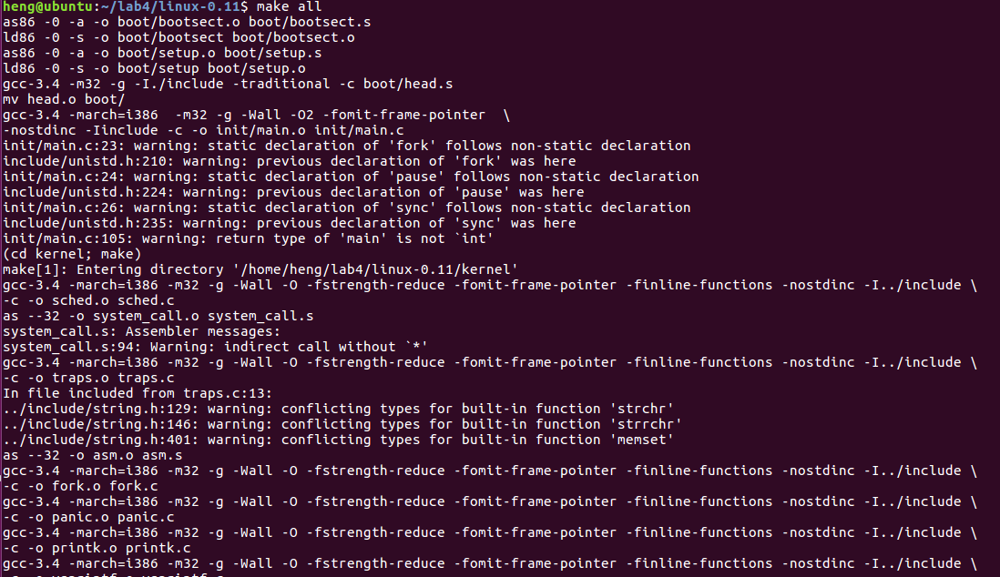 heng@ubuntu:~/lab4/linux-0.11$ make all
as86 -0 -a -o boot/bootsect.o boot/bootsect.s
ld86 -0 -s -o boot/bootsect boot/bootsect.o
as86 -0 -a -o boot/setup.o boot/setup.s
ld86 -0 -s -o boot/setup boot/setup.o
gcc-3.4 -m32 -g -I./include -traditional -c boot/head.s
mv head.o boot/
gcc-3.4 -march=i386  -m32 -g -Wall -O2 -fomit-frame-pointer  \
-nostdinc -Iinclude -c -o init/main.o init/main.c
init/main.c:23: warning: static declaration of 'fork' follows non-static declaration
include/unistd.h:210: warning: previous declaration of 'fork' was here
init/main.c:24: warning: static declaration of 'pause' follows non-static declaration
include/unistd.h:224: warning: previous declaration of 'pause' was here
init/main.c:26: warning: static declaration of 'sync' follows non-static declaration
include/unistd.h:235: warning: previous declaration of 'sync' was here
init/main.c:105: warning: return type of 'main' is not `int'
(cd kernel; make)
make[1]: Entering directory '/home/heng/lab4/linux-0.11/kernel'
gcc-3.4 -march=i386 -m32 -g -Wall -O -fstrength-reduce -fomit-frame-pointer -finline-functions -nostdinc -I../include \
-c -o sched.o sched.c
as --32 -o system_call.o system_call.s
system_call.s: Assembler messages:
system_call.s:94: Warning: indirect call without `*'
gcc-3.4 -march=i386 -m32 -g -Wall -O -fstrength-reduce -fomit-frame-pointer -finline-functions -nostdinc -I../include \
-c -o traps.o traps.c
In file included from traps.c:13:
../include/string.h:129: warning: conflicting types for built-in function 'strchr'
../include/string.h:146: warning: conflicting types for built-in function 'strrchr'
../include/string.h:401: warning: conflicting types for built-in function 'memset'
as --32 -o asm.o asm.s
gcc-3.4 -march=i386 -m32 -g -Wall -O -fstrength-reduce -fomit-frame-pointer -finline-functions -nostdinc -I../include \
-c -o fork.o fork.c
gcc-3.4 -march=i386 -m32 -g -Wall -O -fstrength-reduce -fomit-frame-pointer -finline-functions -nostdinc -I../include \
-c -o panic.o panic.c
gcc-3.4 -march=i386 -m32 -g -Wall -O -fstrength-reduce -fomit-frame-pointer -finline-functions -nostdinc -I../include \
-c -o printk.o printk.c
gcc-3.4 -march=i386 -m32 -g -Wall -O -fstrength-reduce -fomit-frame-pointer -finline-functions -nostdinc -I../include \